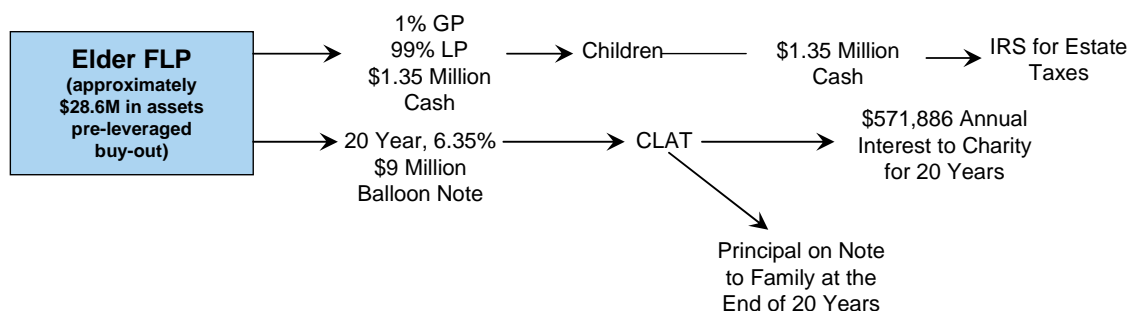 Elder FLP
(approximately
$28.6M in assets
pre-leveraged
buy-out)
1% GP
99% LP
$1.35 Million
Cash
Children
$1.35 Million
Cash
IRS for Estate
Taxes
20 Year, 6.35%
$9 Million
Balloon Note
CLAT
$571,886 Annual
Interest to Charity
for 20 Years
Principal on Note
to Family at the
End of 20 Years